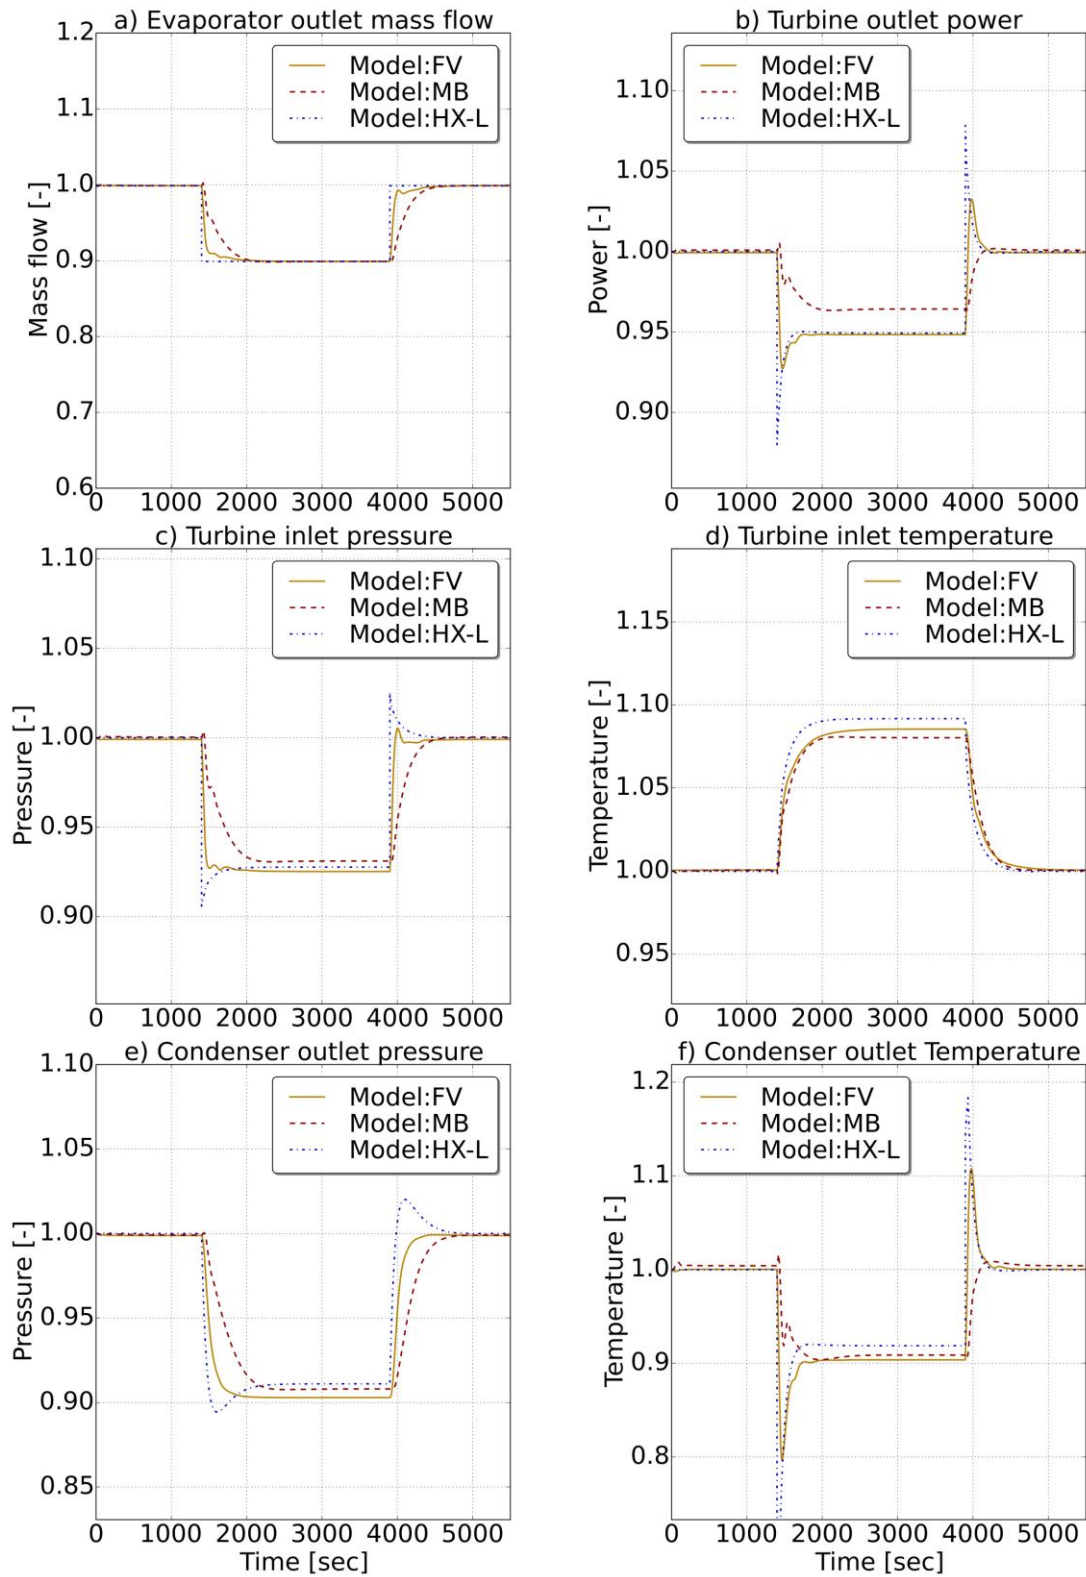 a) Evaporator outlet mass flow
1.2
1.1
1.0
0.9
0.8
0.7
0.6
Mass flow [-]
Model:FV
Model:MB
Model:HX-L
0 1000 2000 3000 4000 5000
b) Turbine outlet power
1.10
1.05
1.00
0.95
0.90
Power [-]
Model:FV
Model:MB
Model:HX-L
0 1000 2000 3000 4000 5000
c) Turbine inlet pressure
1.10
1.05
1.00
0.95
0.90
Pressure [-]
Model:FV
Model:MB
Model:HX-L
0 1000 2000 3000 4000 5000
d) Turbine inlet temperature
1.15
1.10
1.05
1.00
0.95
Temperature [-]
Model:FV
Model:MB
Model:HX-L
0 1000 2000 3000 4000 5000
e) Condenser outlet pressure
1.10
1.05
1.00
0.95
0.90
0.85
Pressure [-]
Model:FV
Model:MB
Model:HX-L
0 1000 2000 3000 4000 5000
Time [sec]
f) Condenser outlet Temperature
1.2
1.1
1.0
0.9
0.8
Temperature [-]
Model:FV
Model:MB
Model:HX-L
0 1000 2000 3000 4000 5000
Time [sec]